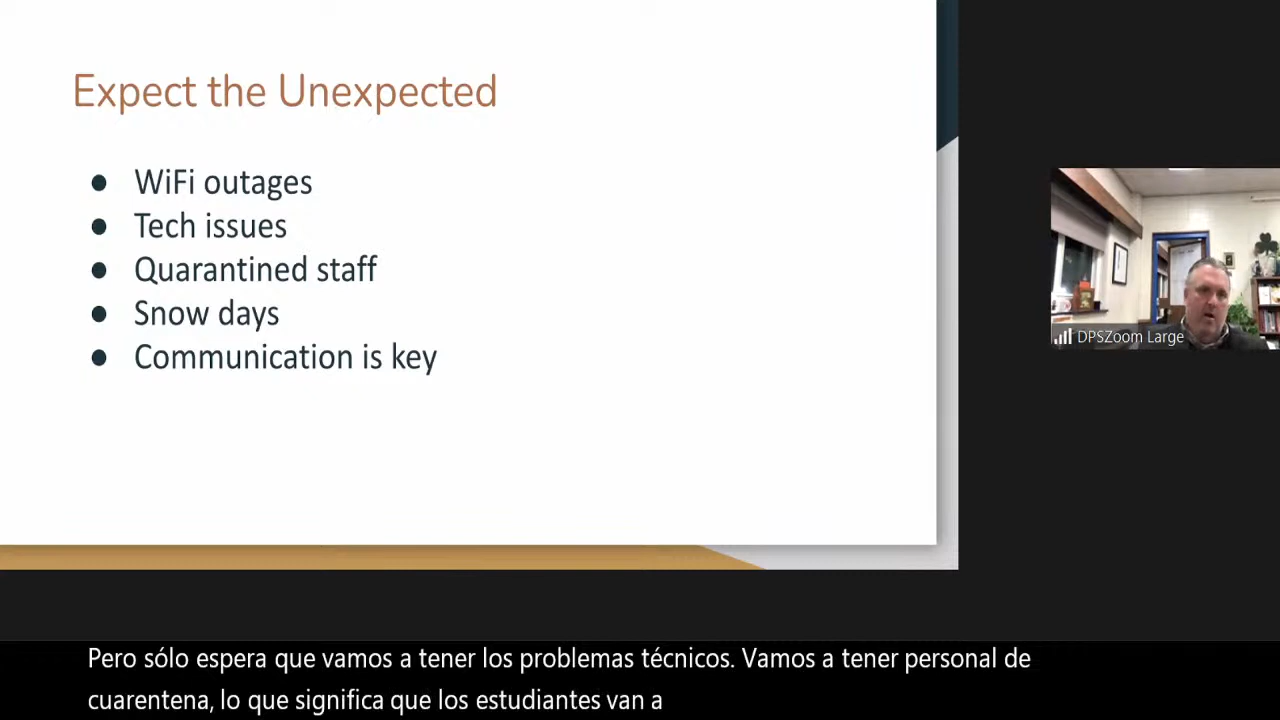 Expect the Unexpected
● WiFi outages
● Tech issues
● Quarantined staff
● Snow days
● Communication is key
DPSZoom Large
Pero sólo espera que vamos a tener los problemas técnicos. Vamos a tener personal de
cuarentena, lo que significa que los estudiantes van a